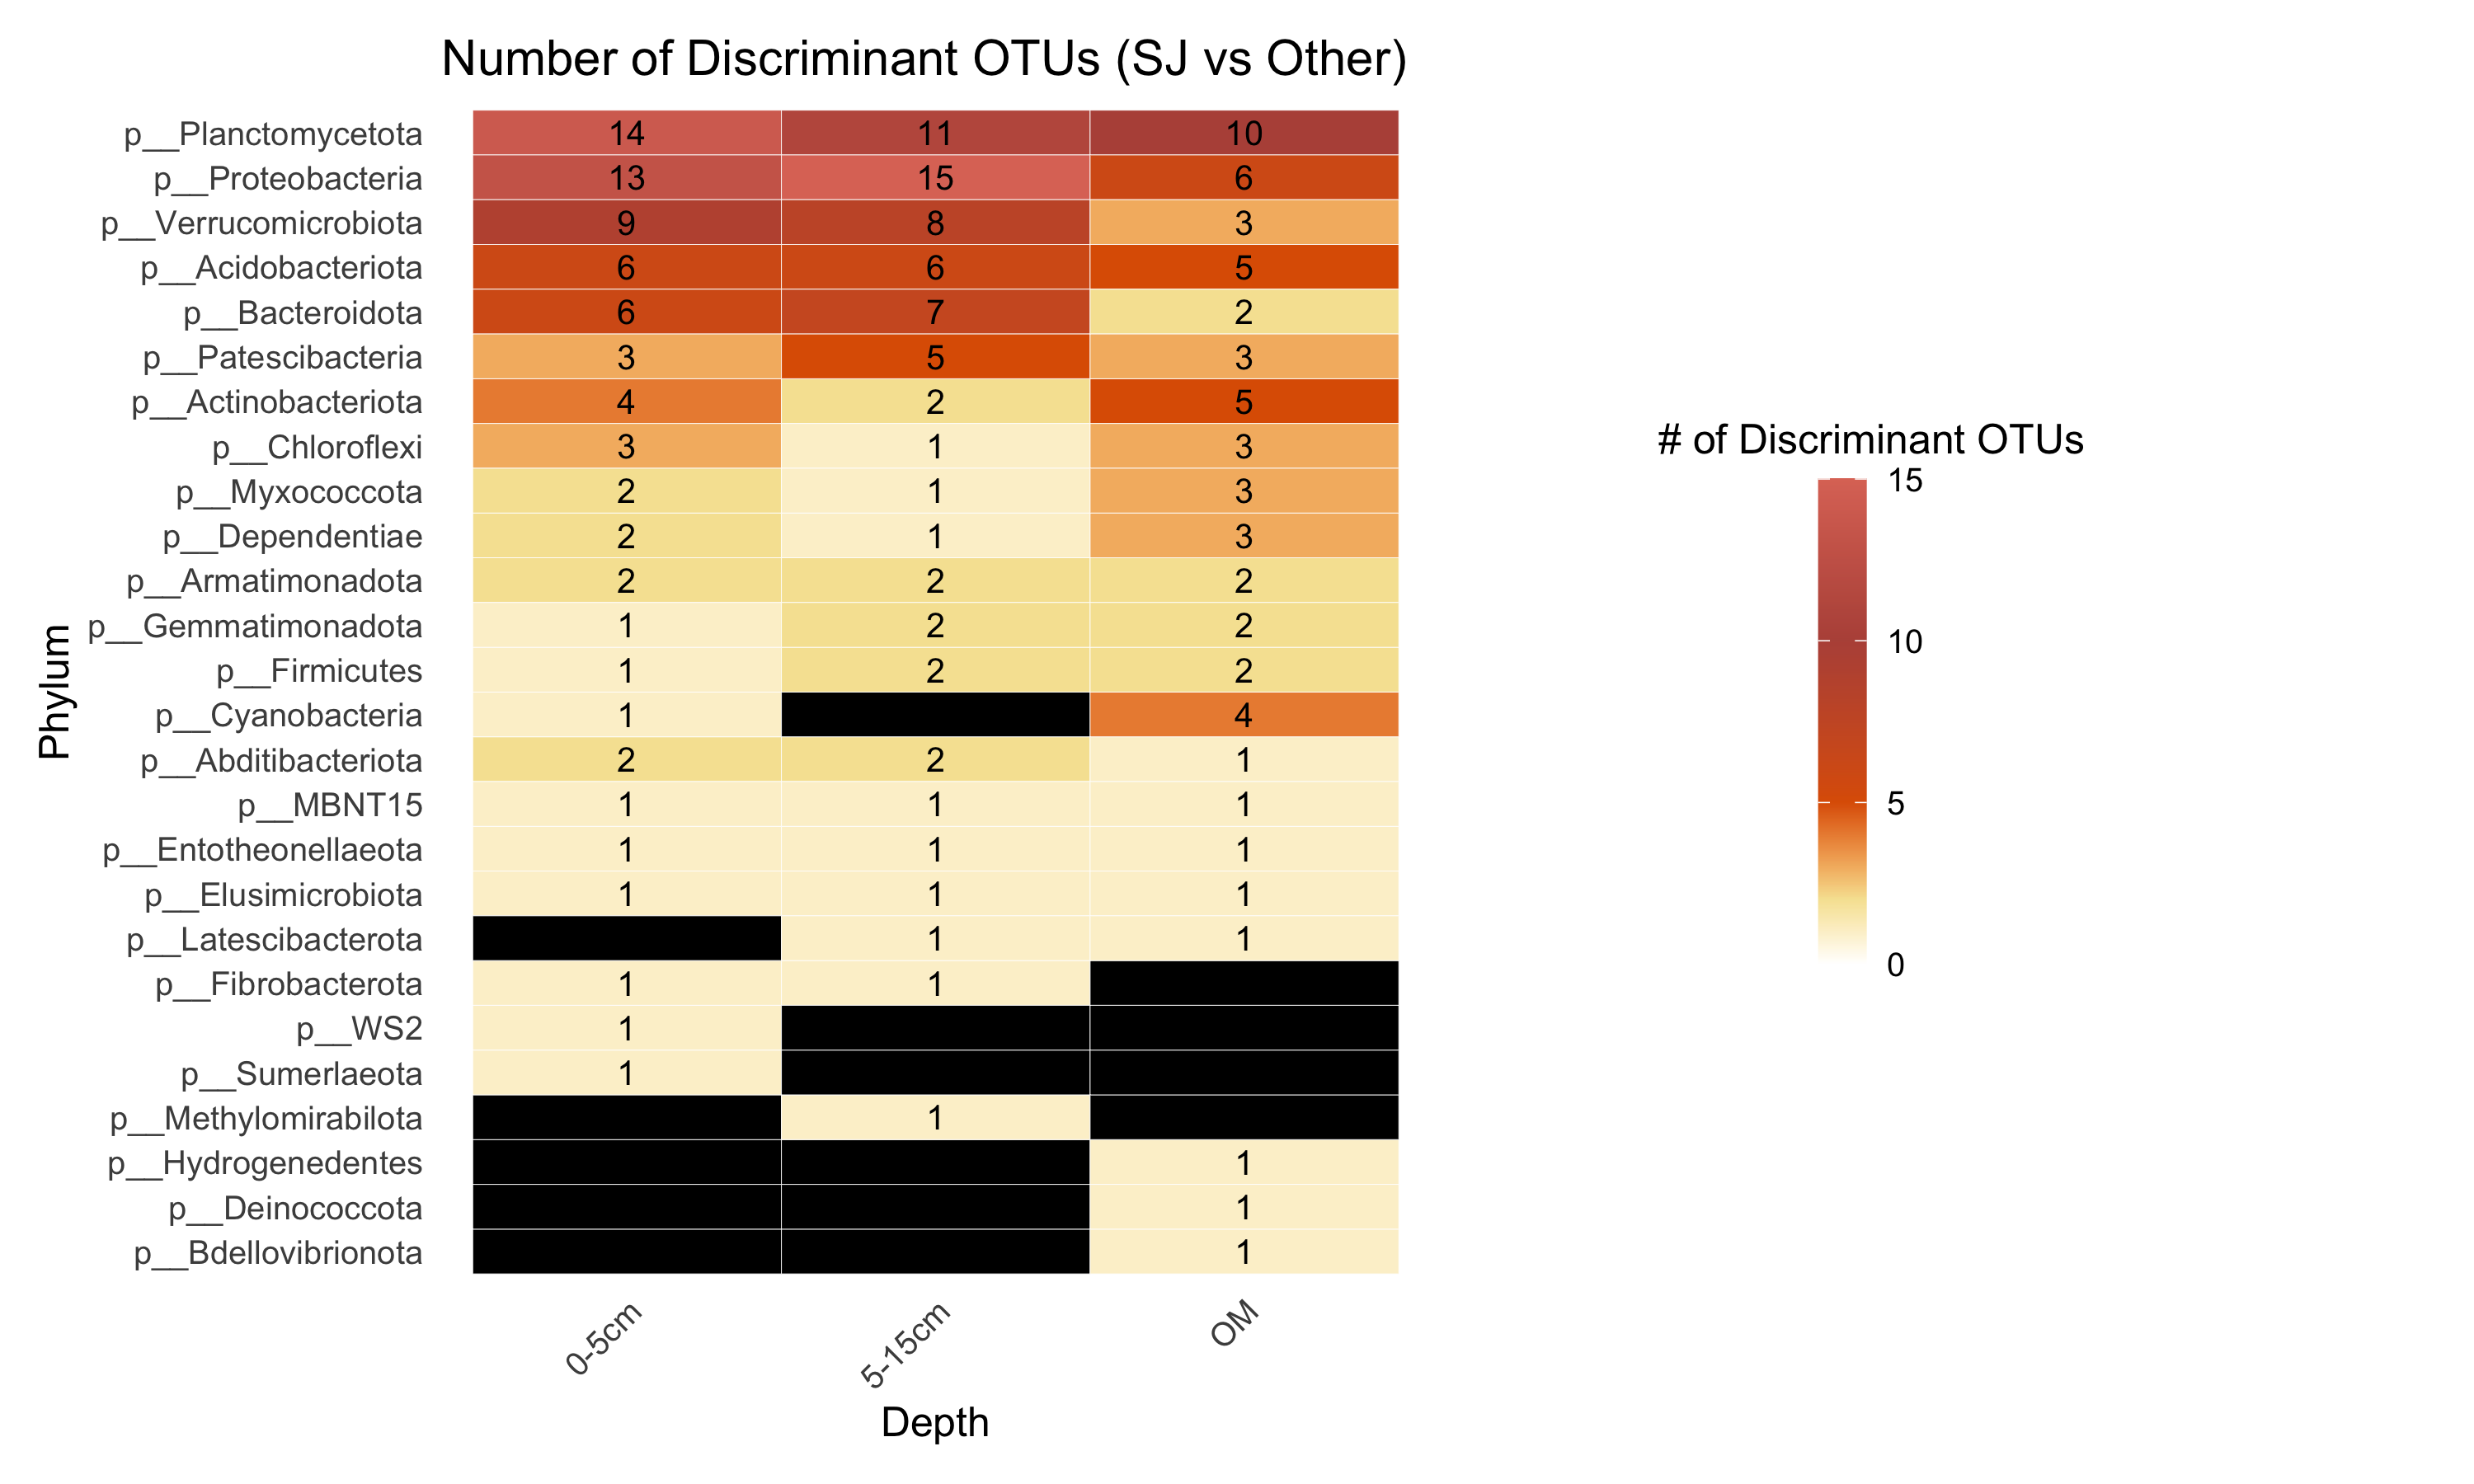 Number of Discriminant OTUs (SJ vs Other)
p__Planctomycetota 14 11 10
p__Proteobacteria 13 15 6
p__Verrucomicrobiota 9 8 3
p__Acidobacteriota 6 6 5
p__Bacteroidota 6 7 2
p__Patescibacteria 3 5 3
p__Actinobacteriota 4 2 5
p__Chloroflexi 3 1 3
p__Myxococcota 2 1 3
p__Dependentiae 2 1 3
p__Armatimonadota 2 2 2
p__Gemmatimonadota 1 2 2
p__Firmicutes 1 2 2
p__Cyanobacteria 1 4
p__Abditibacteriota 2 2 1
p__MBNT15 1 1 1
p__Entotheonellaeota 1 1 1
p__Elusimicrobiota 1 1 1
p__Latescibacterota 1 1
p__Fibrobacterota 1 1
p__WS2 1
p__Sumerlaeota 1
p__Methylomirabilota 1
p__Hydrogenedentes 1
p__Deinococcota 1
p__Bdellovibrionota 1
Phylum
0-5cm 5-15cm OM
Depth
# of Discriminant OTUs
15
10
5
0